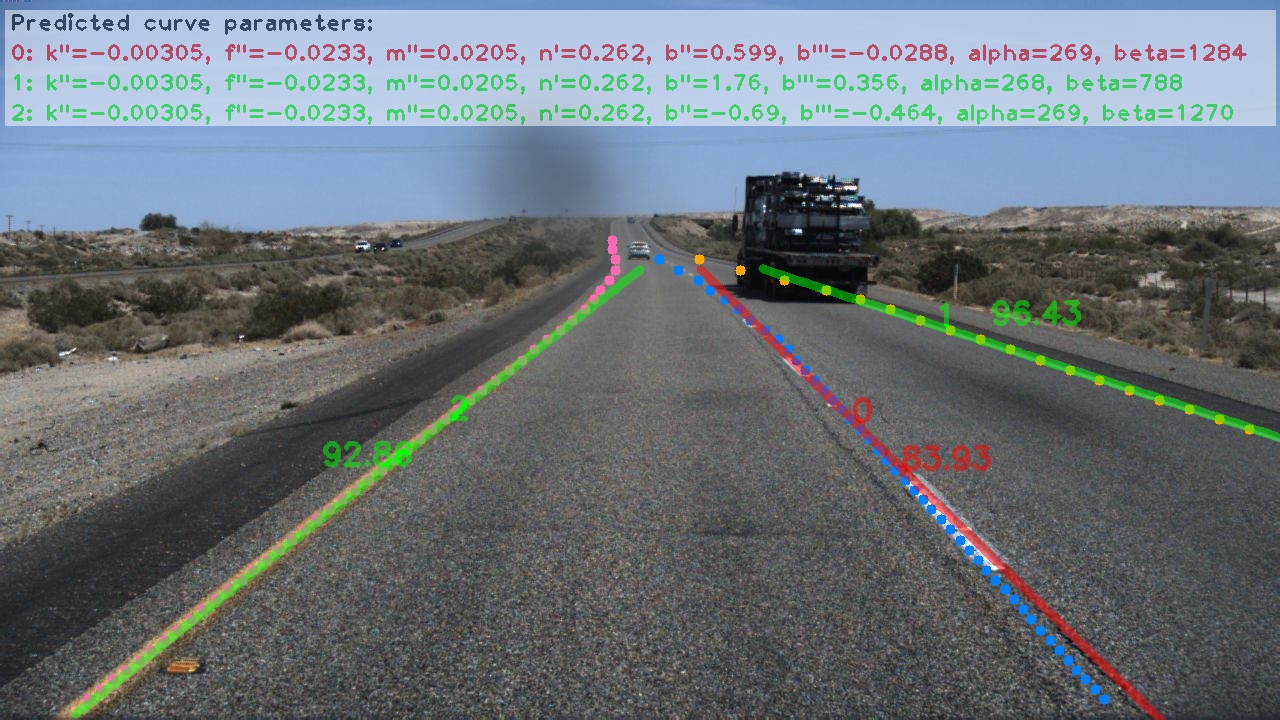 Predicted curve parameters:
0: k''=-0.00305, f''=-0.0233, m''=0.0205, n'=0.262, b''=0.599, b'''=-0.0288, alpha=269, beta=1284
1: k''=-0.00305, f''=-0.0233, m''=0.0205, n'=0.262, b''=1.76, b'''=0.356, alpha=268, beta=788
2: k''=-0.00305, f''=-0.0233, m''=0.0205, n'=0.262, b''=-0.69, b'''=-0.464, alpha=269, beta=1270
1 96.43
2 0
92.86 83.93